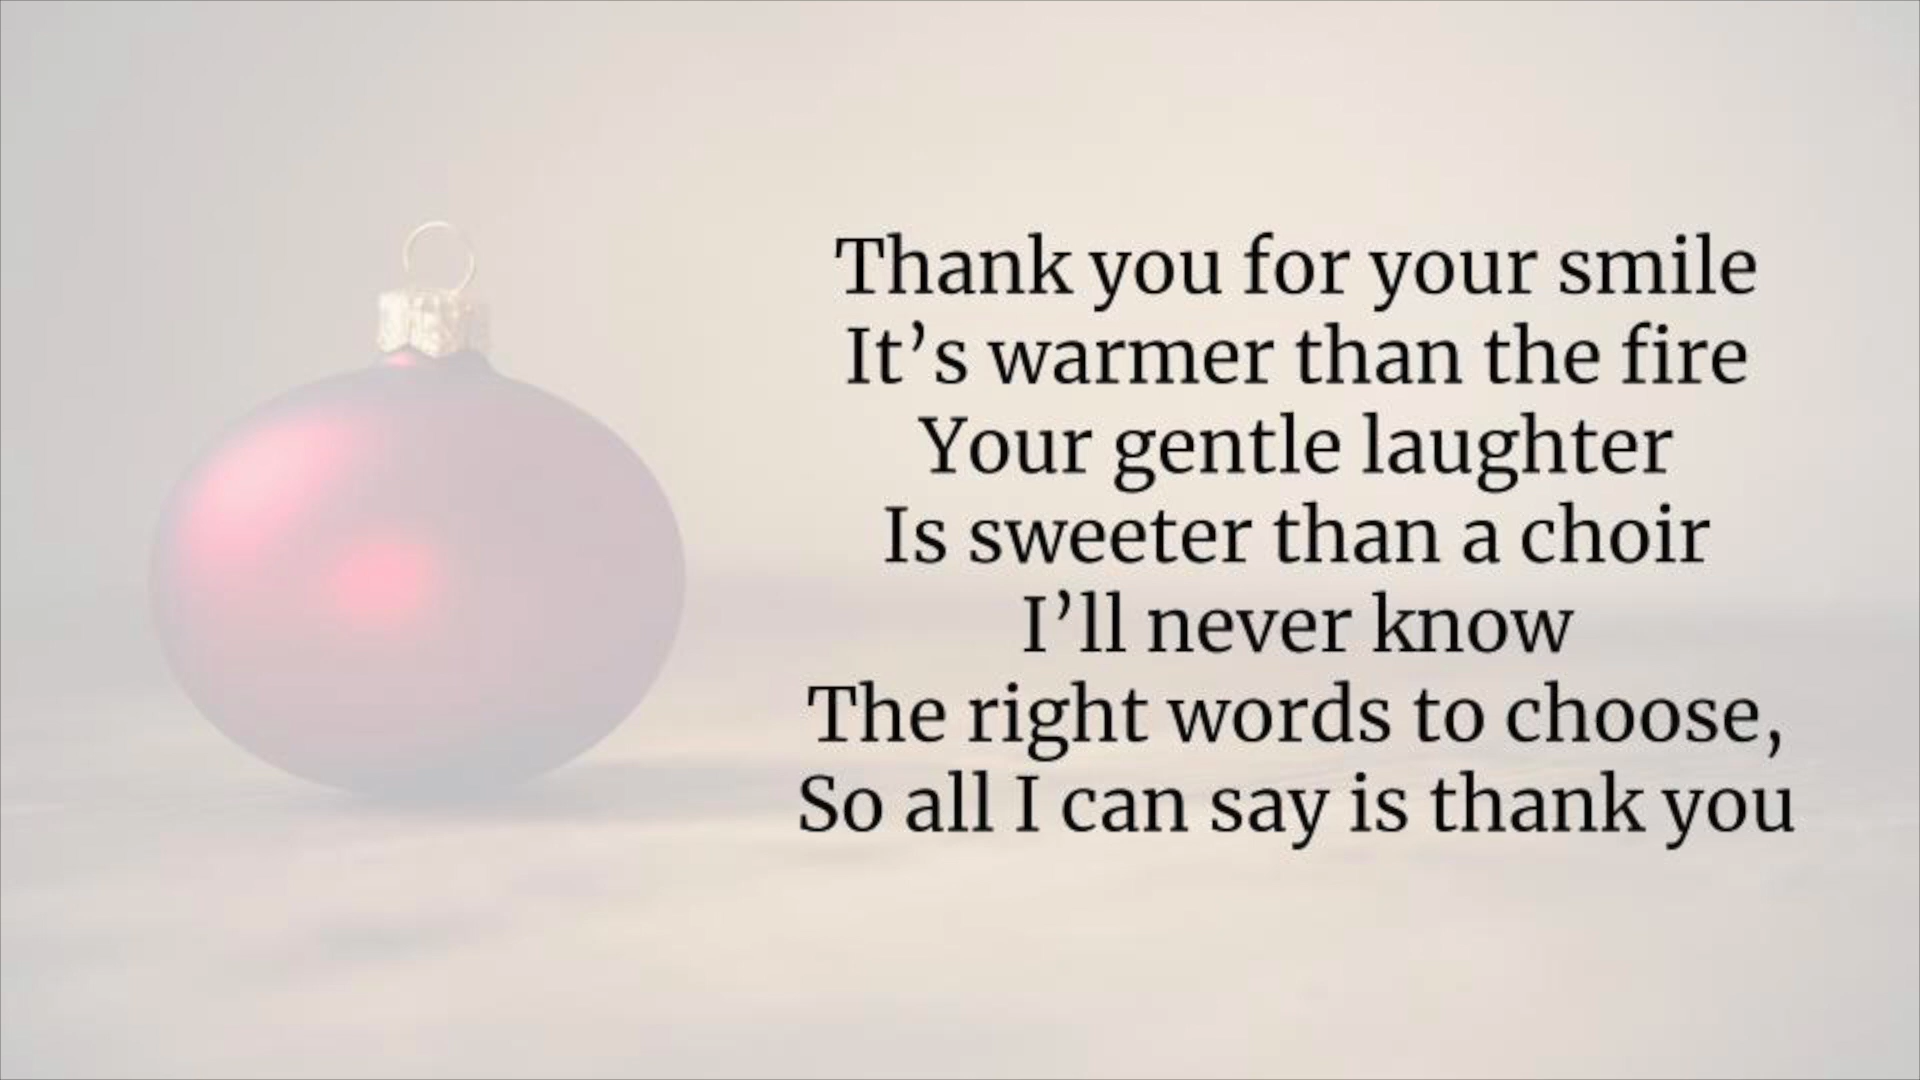 Thank you for your smile
It’s warmer than the fire
Your gentle laughter
Is sweeter than a choir
I’ll never know
The right words to choose,
So all I can say is thank you